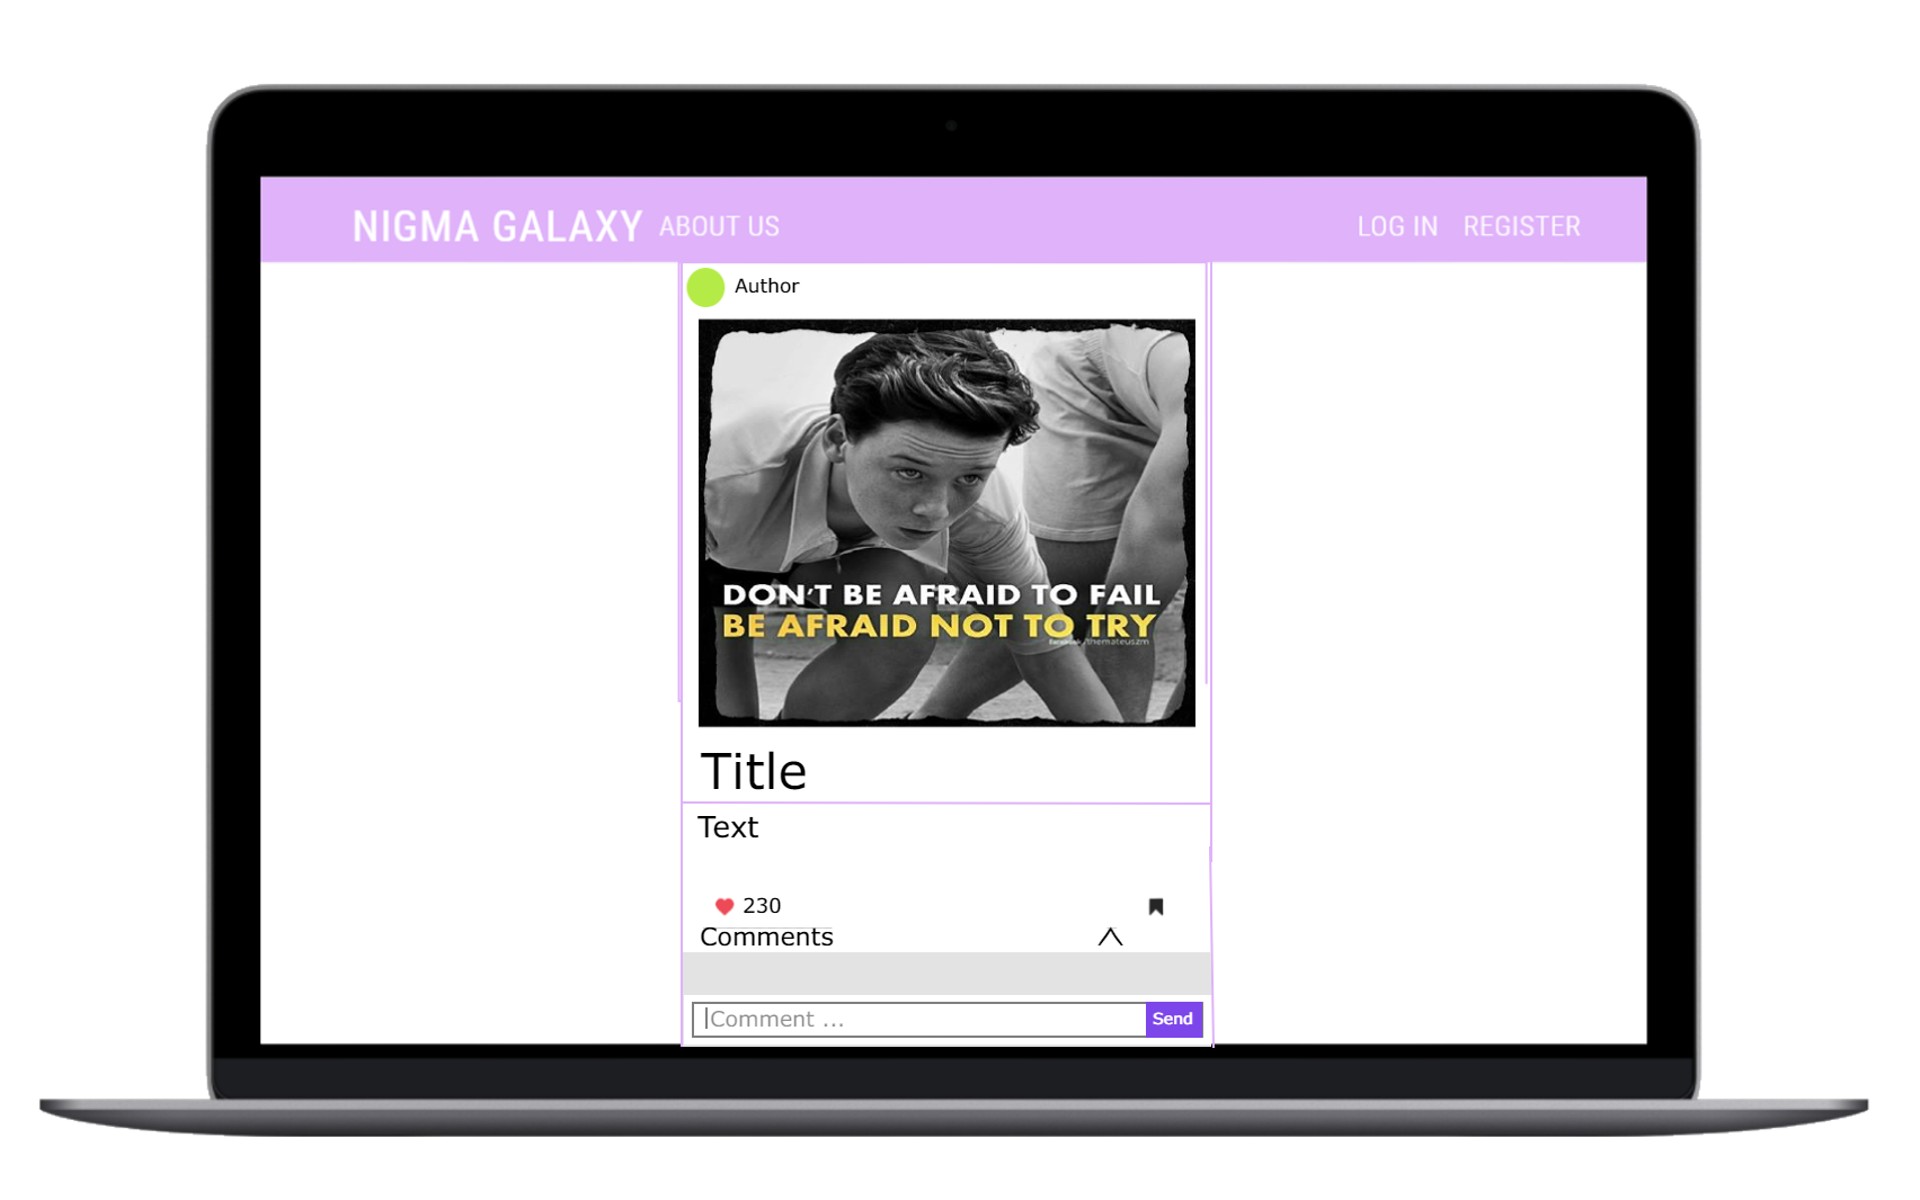 NIGMA GALAXY ABOUT US LOG IN REGISTER
Author
DON'T BE AFRAID TO FAIL
BE AFRAID NOT TO TRY
/themateuszm
Title
Text
230
Comments
Comment ... Send